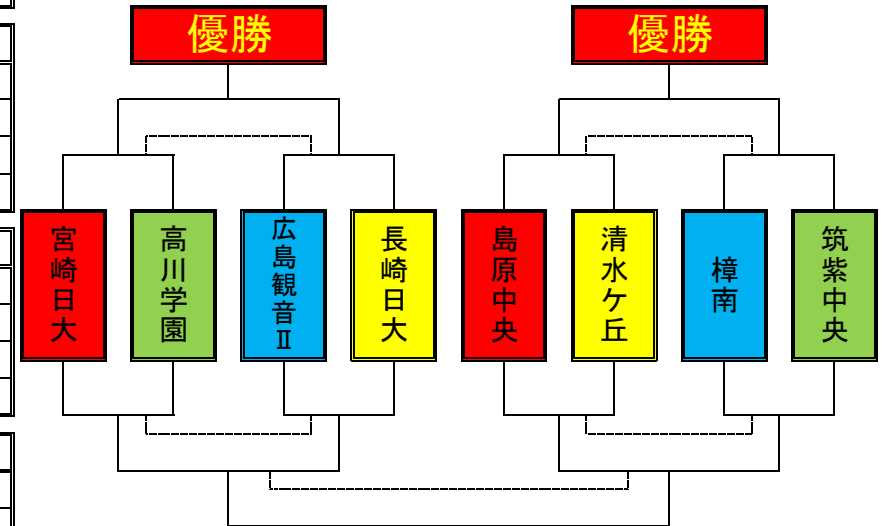 優勝
優勝
宮崎日大
高川学園
広島観音Ⅱ
長崎日大
島原中央
清水ケ丘
樟南
筑紫中央